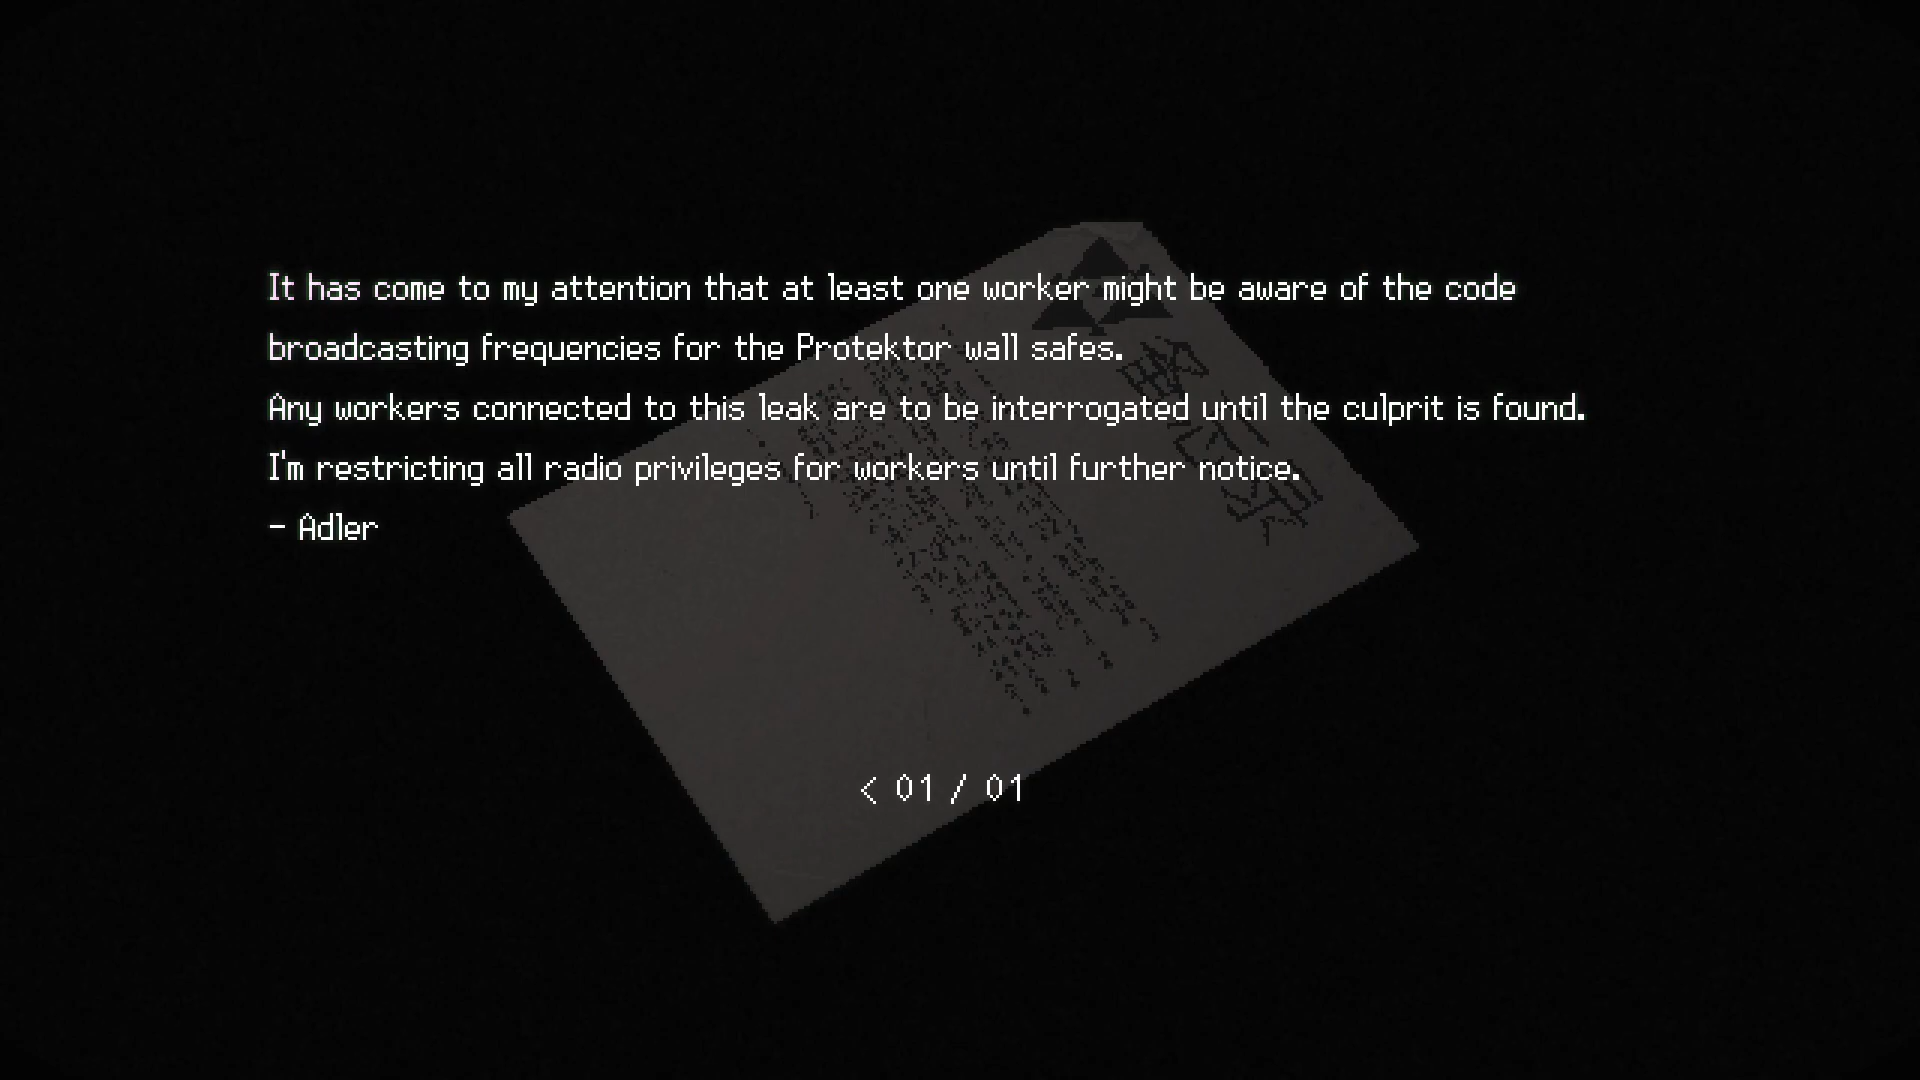 It has come to my attention that at least one worker might be aware of the code
broadcasting frequencies for the Protektor wall safes.
Any workers connected to this leak are to be interrogated until the culprit is found.
I'm restricting all radio privileges for workers until further notice.
- Adler
< 01 / 01